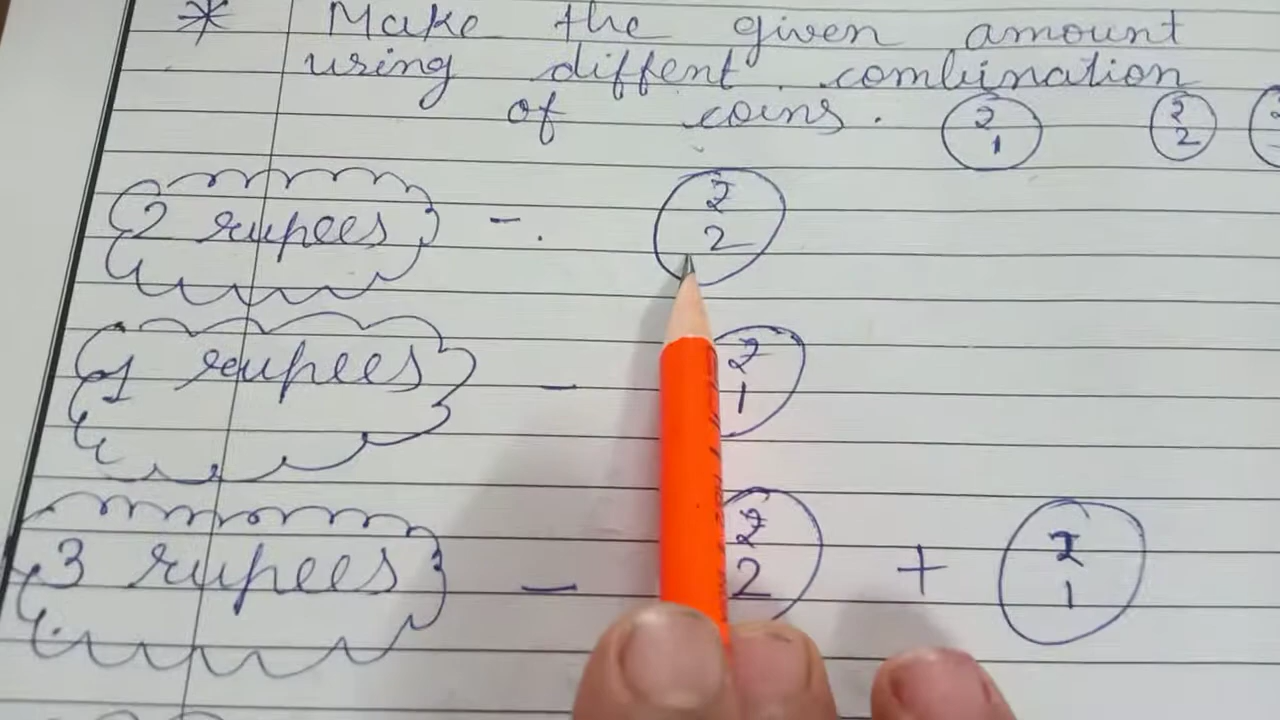 * Make the given amount
using diffent combination
of coins. ₹ 1 ₹ 2
2 rupees - ₹ 2
1 rupees - ₹ 1
3 rupees - ₹ 2 + ₹ 1